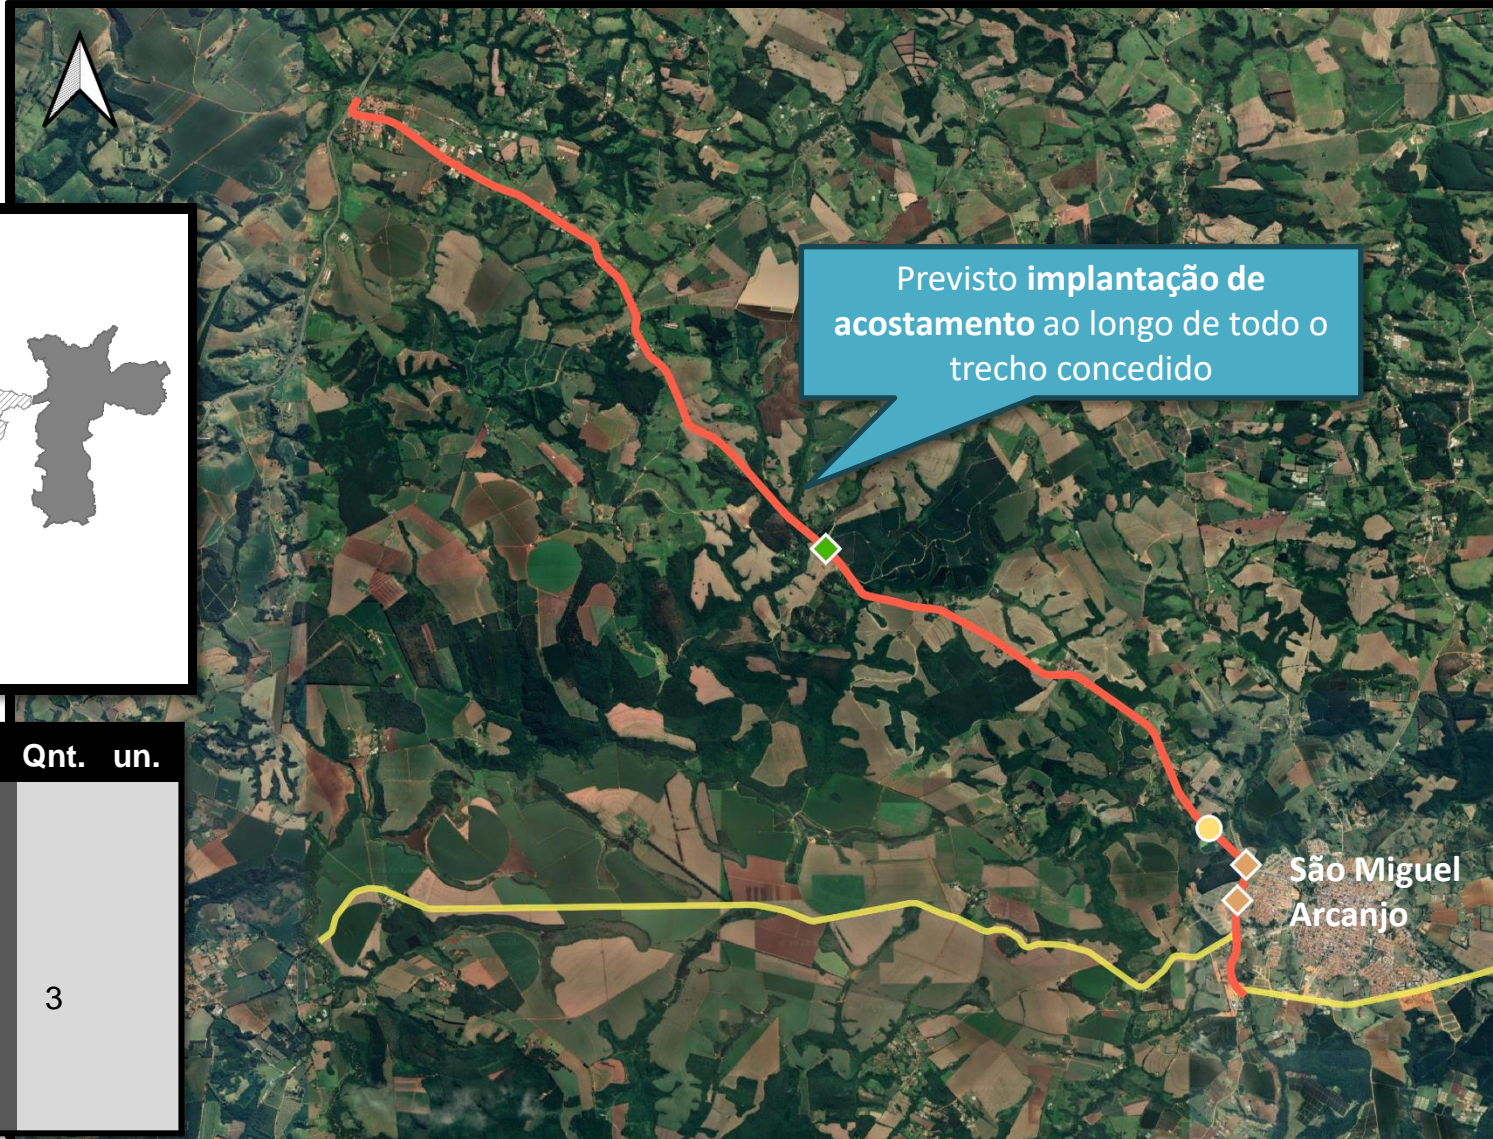 Previsto implantação de
acostamento ao longo de todo o
trecho concedido
Qnt. un.
3
São Miguel
Arcanjo